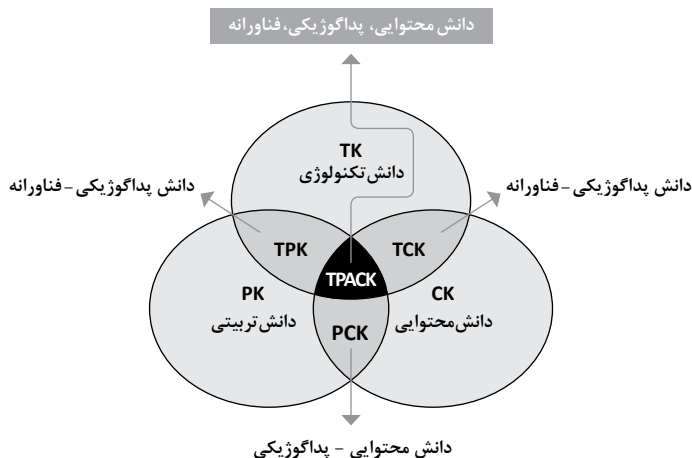 دانش محتوایی، پداگوژیکی، فناورانه
TK
دانش تکنولوژی
دانش پداگوژیکی – فناورانه
دانش پداگوژیکی – فناورانه
TPK
TCK
TPACK
PK
دانش تربیتی
CK
دانش محتوایی
PCK
دانش محتوایی – پداگوژیکی